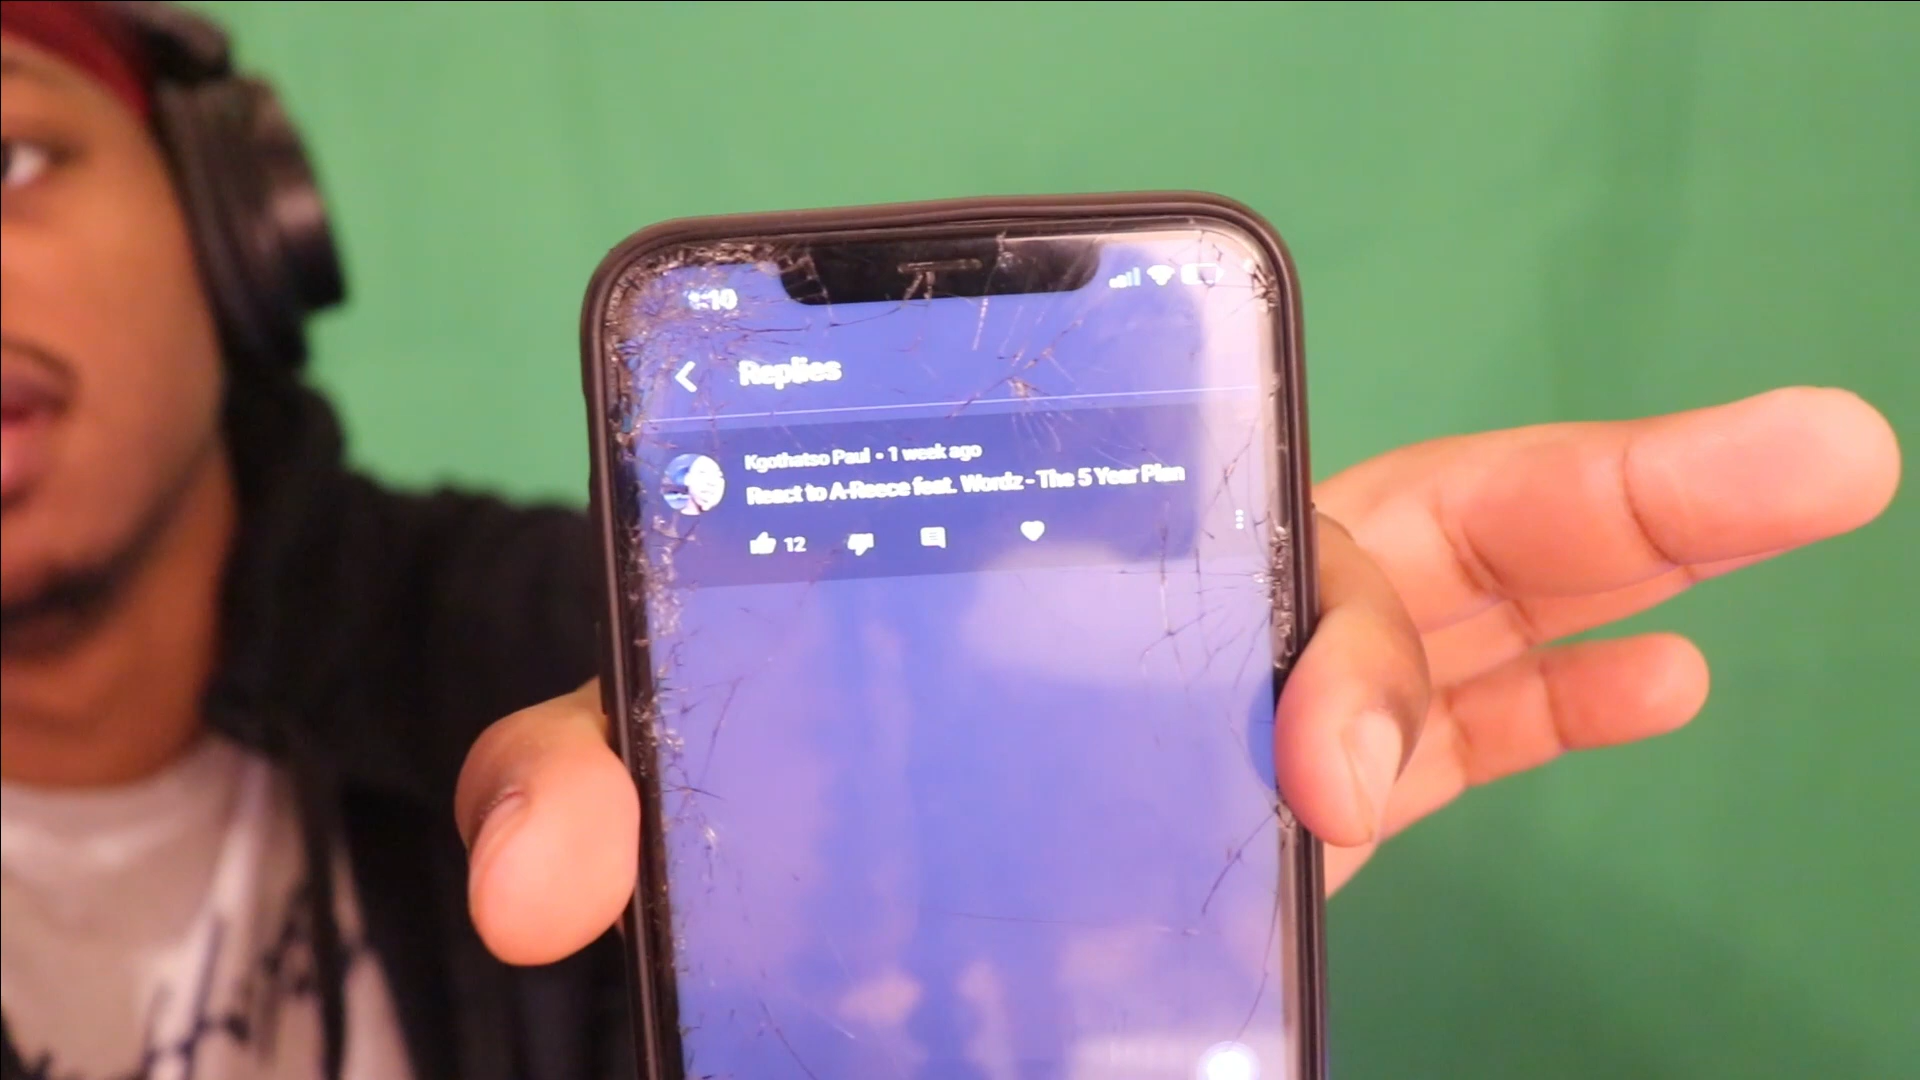 Replies
Kgothatso Paul • 1 week ago
React to A-Reece feat. Wordz - The 5 Year Plan
12